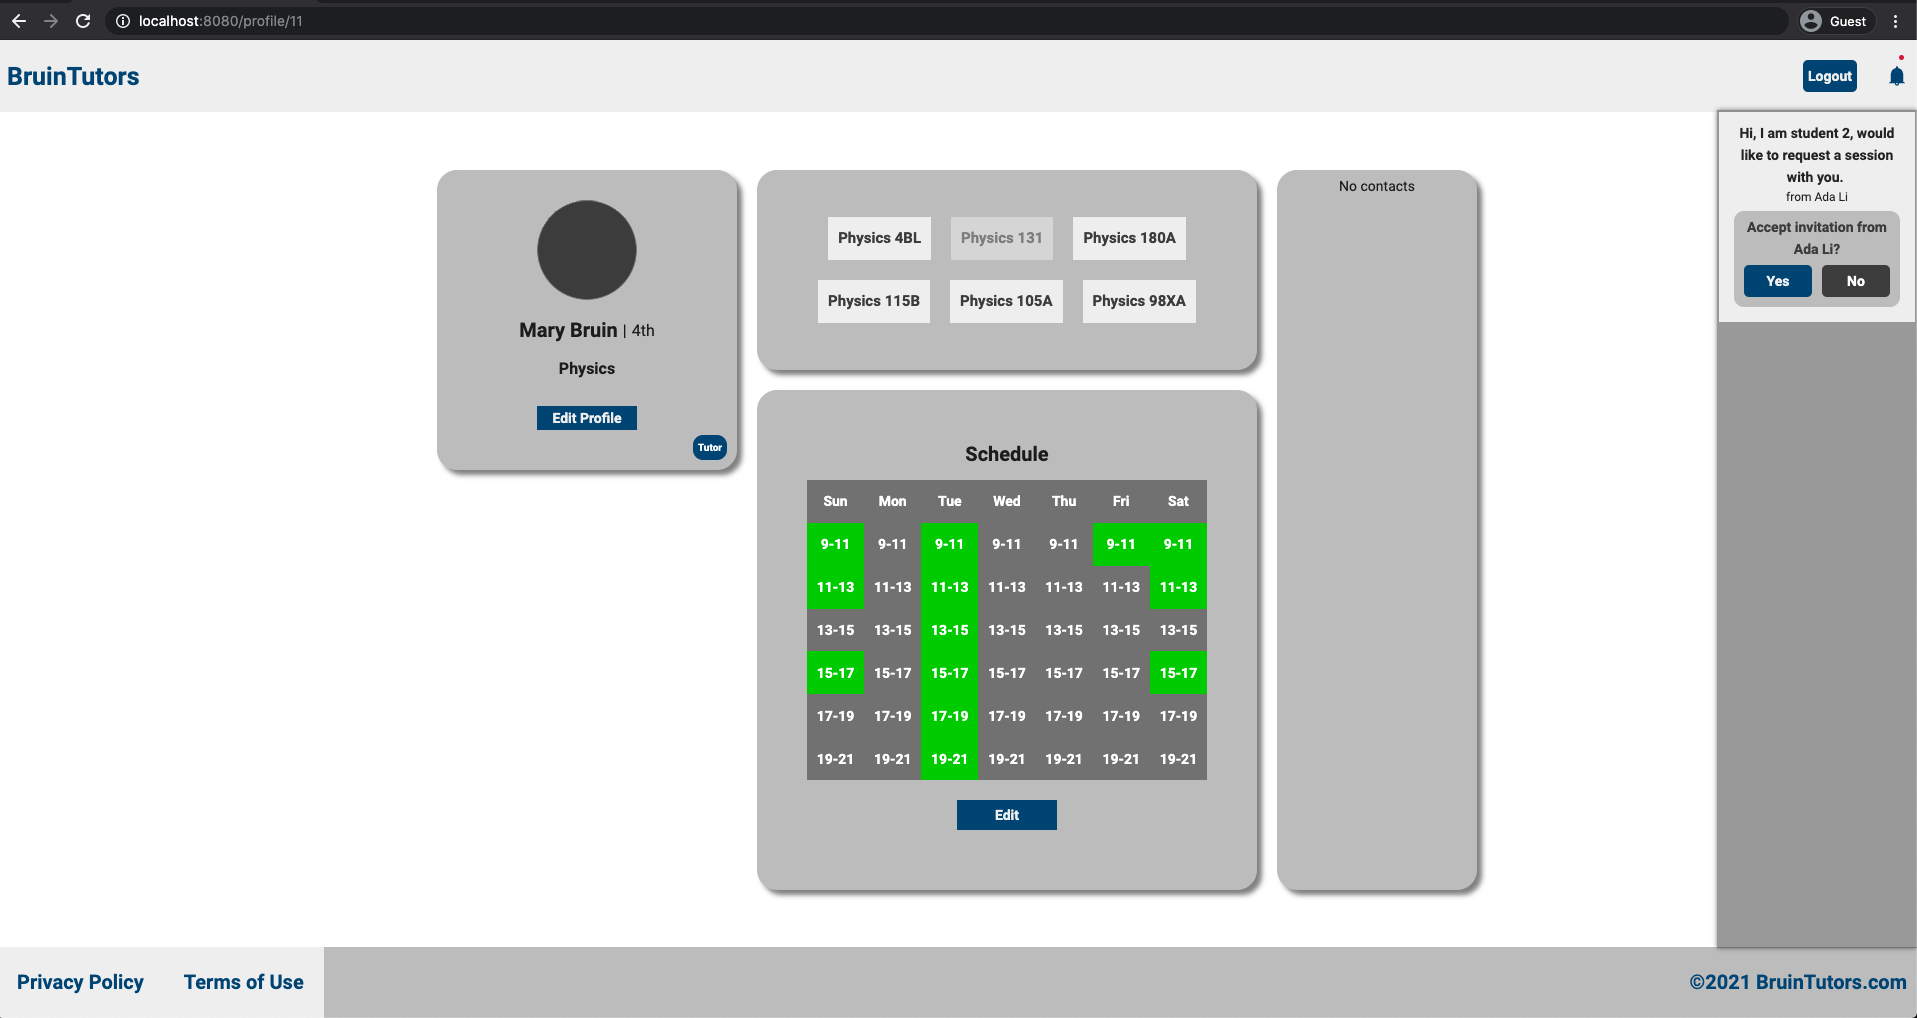 localhost:8080/profile/11
Guest
BruinTutors
Logout
Hi, I am student 2, would
like to request a session
with you.
from Ada Li
Accept invitation from
Ada Li?
Yes No
Mary Bruin | 4th
Physics
Edit Profile
Tutor
Physics 4BL Physics 131 Physics 180A
Physics 115B Physics 105A Physics 98XA
No contacts
Schedule
Sun Mon Tue Wed Thu Fri Sat
9-11 9-11 9-11 9-11 9-11 9-11 9-11
11-13 11-13 11-13 11-13 11-13 11-13 11-13
13-15 13-15 13-15 13-15 13-15 13-15 13-15
15-17 15-17 15-17 15-17 15-17 15-17 15-17
17-19 17-19 17-19 17-19 17-19 17-19 17-19
19-21 19-21 19-21 19-21 19-21 19-21 19-21
Edit
Privacy Policy Terms of Use
©2021 BruinTutors.com